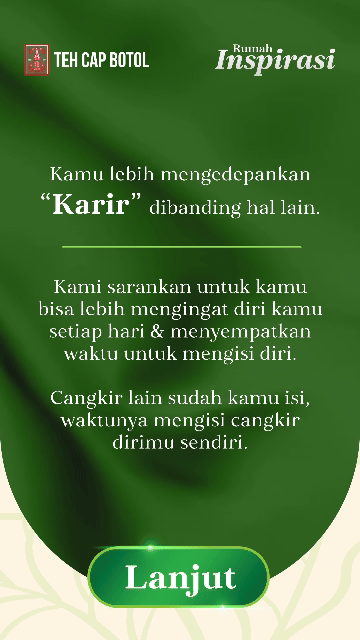 TEH CAP BOTOL
Rumah
Inspirasi
Kamu lebih mengedepankan
“Karir” dibanding hal lain.
Kami sarankan untuk kamu
bisa lebih mengingat diri kamu
setiap hari & menyempatkan
waktu untuk mengisi diri.
Cangkir lain sudah kamu isi,
waktunya mengisi cangkir
dirimu sendiri.
Lanjut